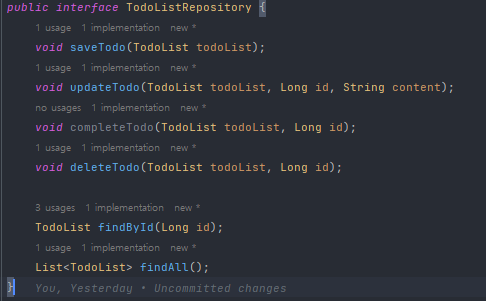 public interface TodoListRepository {
1 usage 1 implementation new *
void saveTodo(TodoList todoList);
1 usage 1 implementation new *
void updateTodo(TodoList todoList, Long id, String content);
no usages 1 implementation new *
void completeTodo(TodoList todoList, Long id);
1 usage 1 implementation new *
void deleteTodo(TodoList todoList, Long id);
3 usages 1 implementation new *
TodoList findById(Long id);
1 usage 1 implementation new *
List<TodoList> findAll();
} You, Yesterday • Uncommitted changes